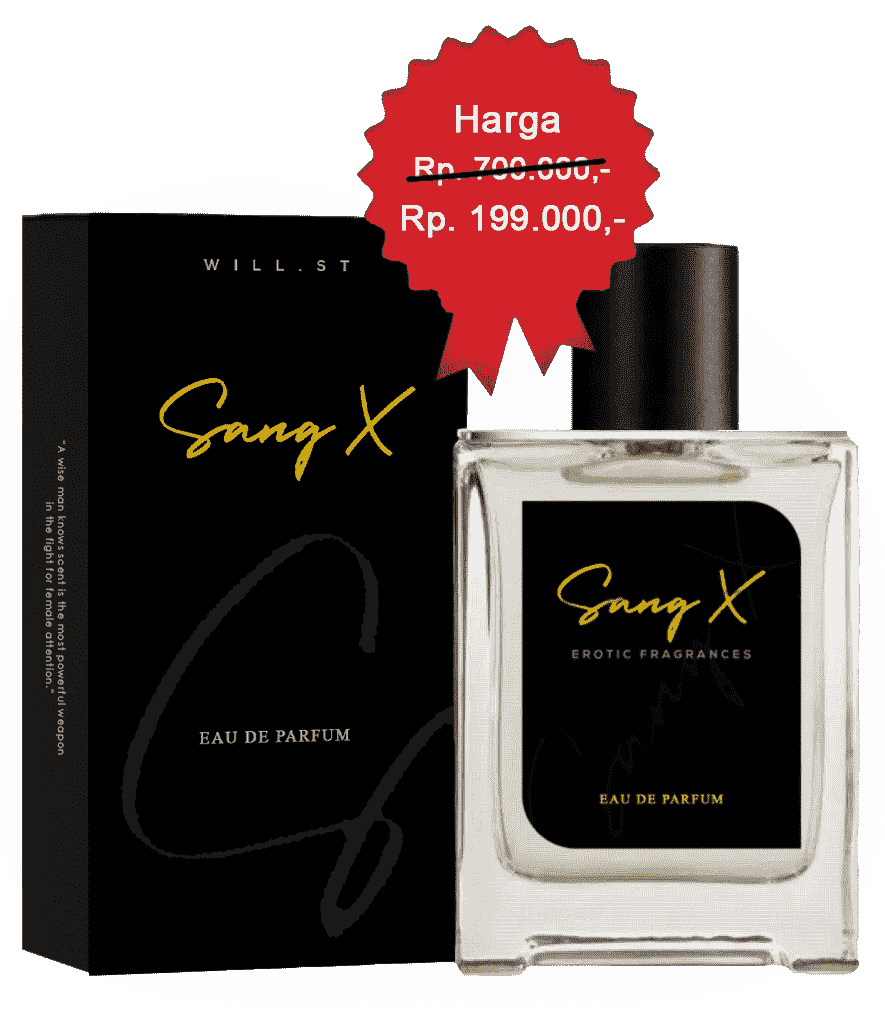 Harga
Rp. 700.000,-
Rp. 199.000,-
WILL.ST
Sang X
"A wise man knows scent is the most powerful weapon
in the fight for female attention."
EAU DE PARFUM
Sang X
EROTIC FRAGRANCES
EAU DE PARFUM